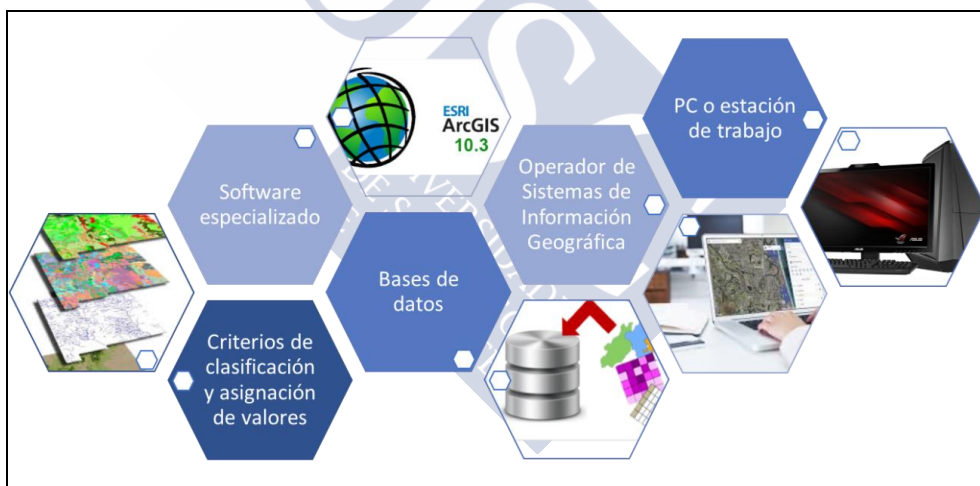 ESRI
ArcGIS
10.3
PC o estación
de trabajo
Software
especializado
Operador de
Sistemas de
Información
Geográfica
Bases de
datos
Criterios de
clasificación
y asignación
de valores